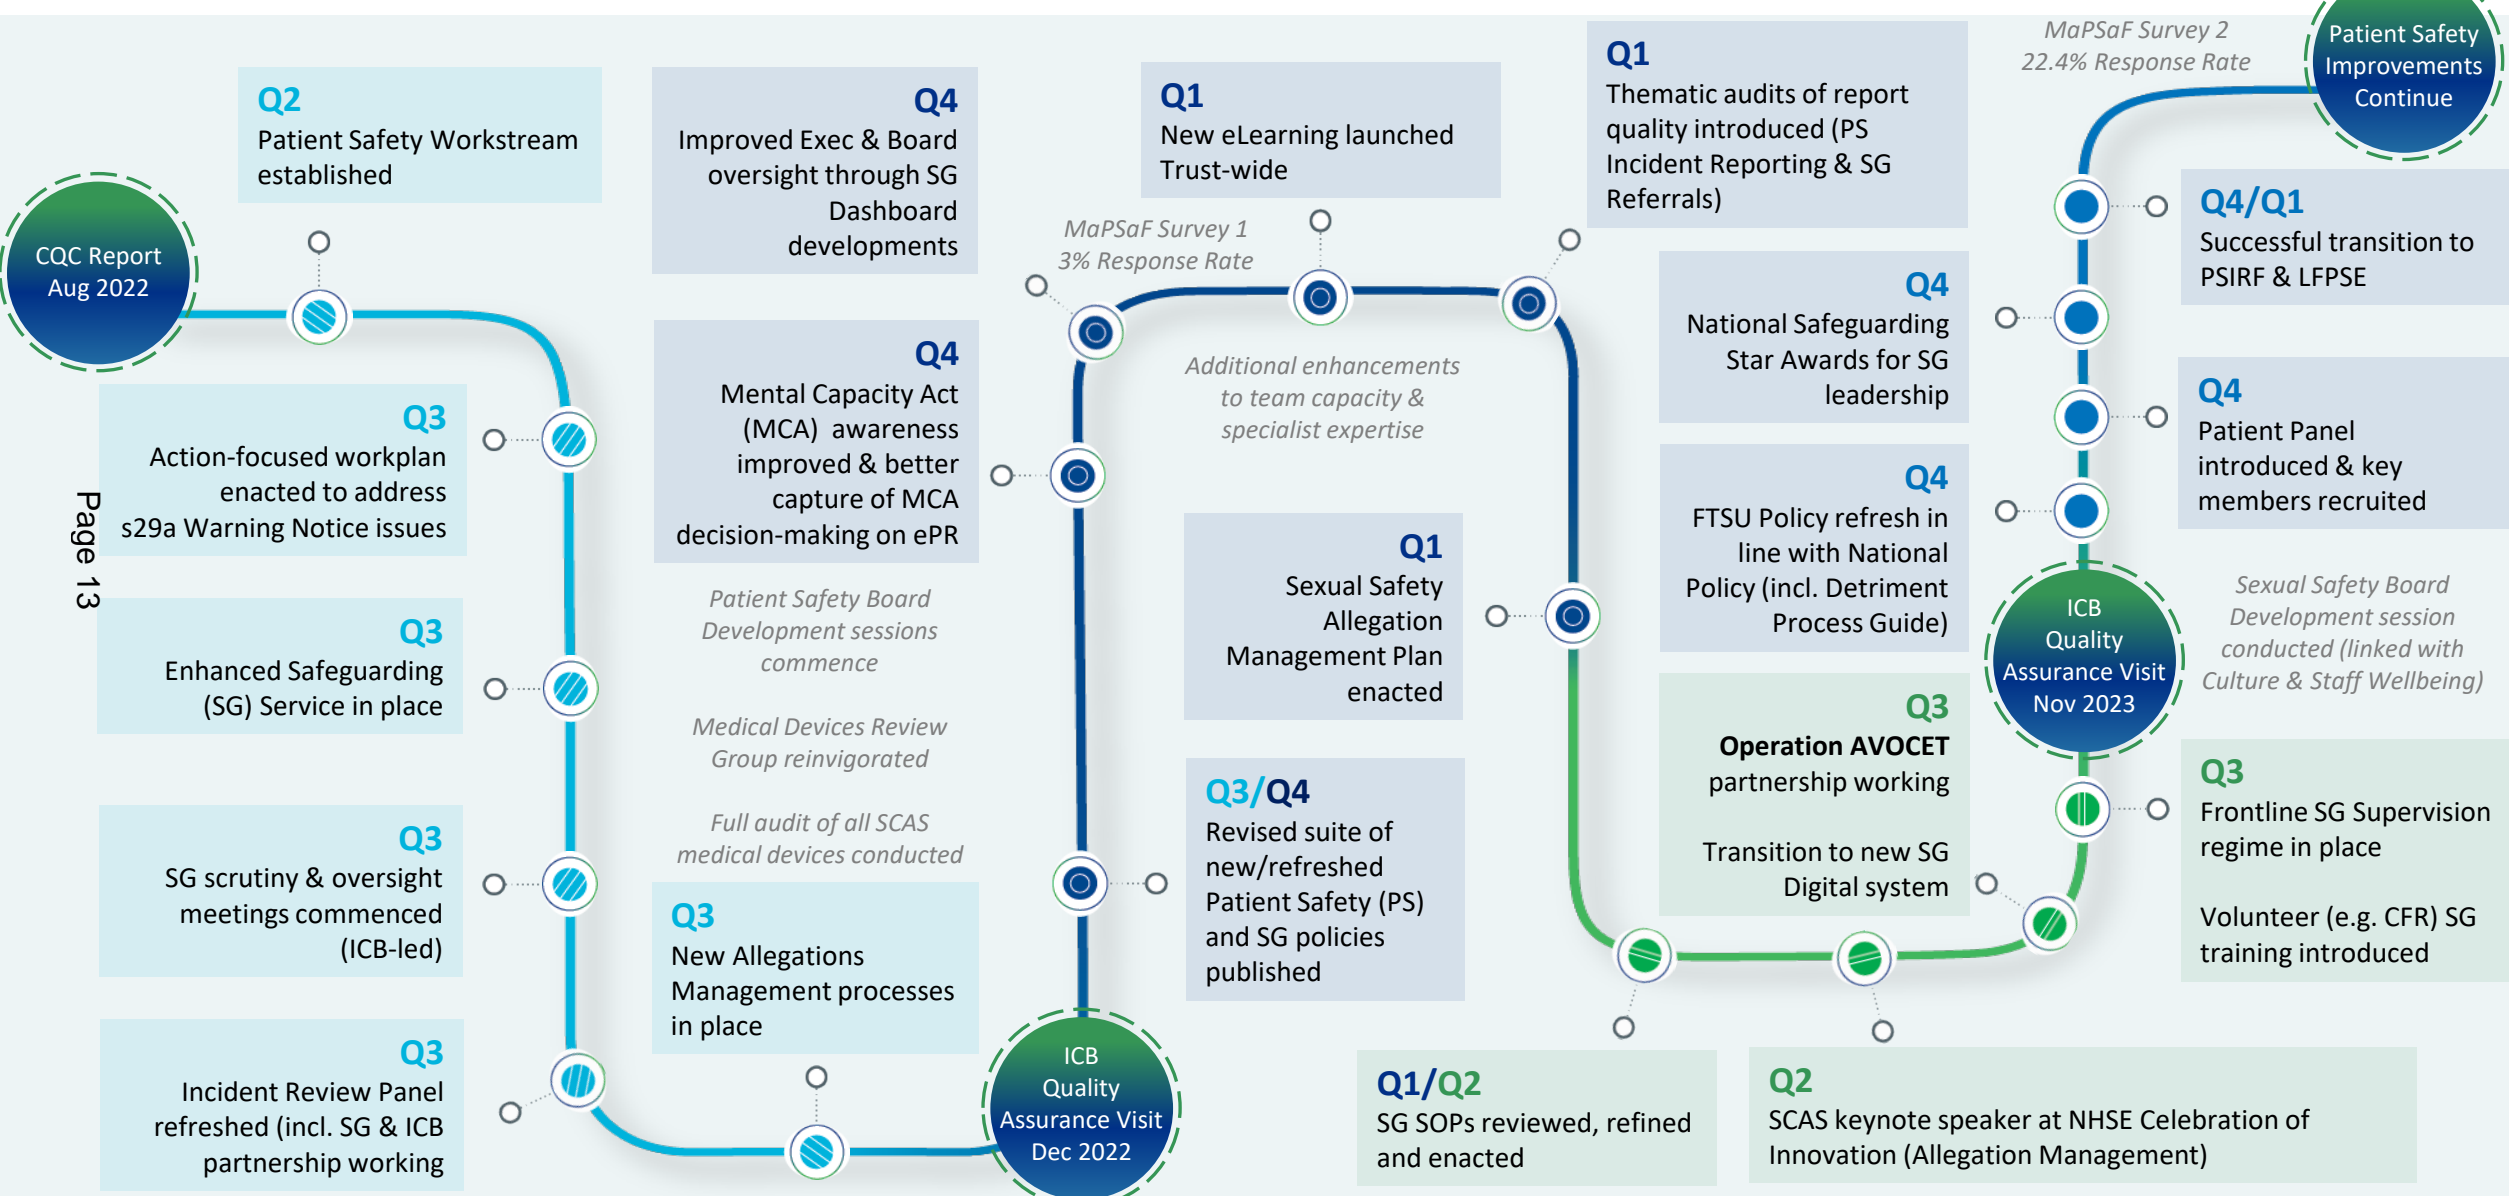 CQC Report
Aug 2022
Q2
Patient Safety Workstream
established
Q3
Action-focused workplan
enacted to address
s29a Warning Notice issues
Page 13
Q3
Enhanced Safeguarding
(SG) Service in place
Q3
SG scrutiny & oversight
meetings commenced
(ICB-led)
Q3
Incident Review Panel
refreshed (incl. SG & ICB
partnership working
Q3
New Allegations
Management processes
in place
Full audit of all SCAS
medical devices conducted
Medical Devices Review
Group reinvigorated
Patient Safety Board
Development sessions
commence
ICB
Quality
Assurance Visit
Dec 2022
Q3/Q4
Revised suite of
new/refreshed
Patient Safety (PS)
and SG policies
published
Q4
Mental Capacity Act
(MCA) awareness
improved & better
capture of MCA
decision-making on ePR
Q4
Improved Exec & Board
oversight through SG
Dashboard
developments
MaPSaF Survey 1
3% Response Rate
Q1
New eLearning launched
Trust-wide
Additional enhancements
to team capacity &
specialist expertise
Q1
Thematic audits of report
quality introduced (PS
Incident Reporting & SG
Referrals)
Q1
Sexual Safety
Allegation
Management Plan
enacted
Q1/Q2
SG SOPs reviewed, refined
and enacted
Q2
SCAS keynote speaker at NHSE Celebration of
Innovation (Allegation Management)
Q3
Operation AVOCET
partnership working
Transition to new SG
Digital system
Q3
Frontline SG Supervision
regime in place
Volunteer (e.g. CFR) SG
training introduced
ICB
Quality
Assurance Visit
Nov 2023
Sexual Safety Board
Development session
conducted (linked with
Culture & Staff Wellbeing)
Q4
FTSU Policy refresh in
line with National
Policy (incl. Detriment
Process Guide)
Q4
Patient Panel
introduced & key
members recruited
Q4
National Safeguarding
Star Awards for SG
leadership
Q4/Q1
Successful transition to
PSIRF & LFPSE
MaPSaF Survey 2
22.4% Response Rate
Patient Safety
Improvements
Continue